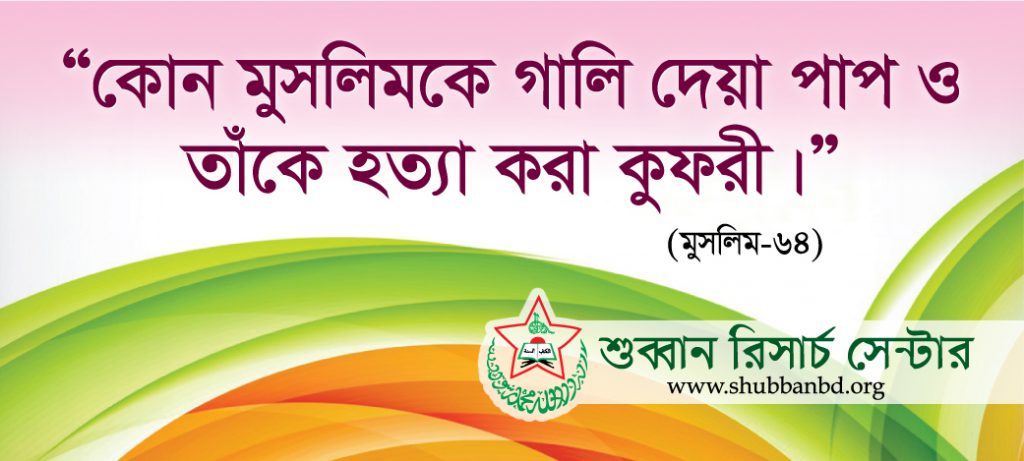 “কোন মুসলিমকে গালি দেয়া পাপ ও
তাঁকে হত্যা করা কুফরী।”
(মুসলিম-৬৪)
শুব্বান রিসার্চ সেন্টার
www.shubbanbd.org